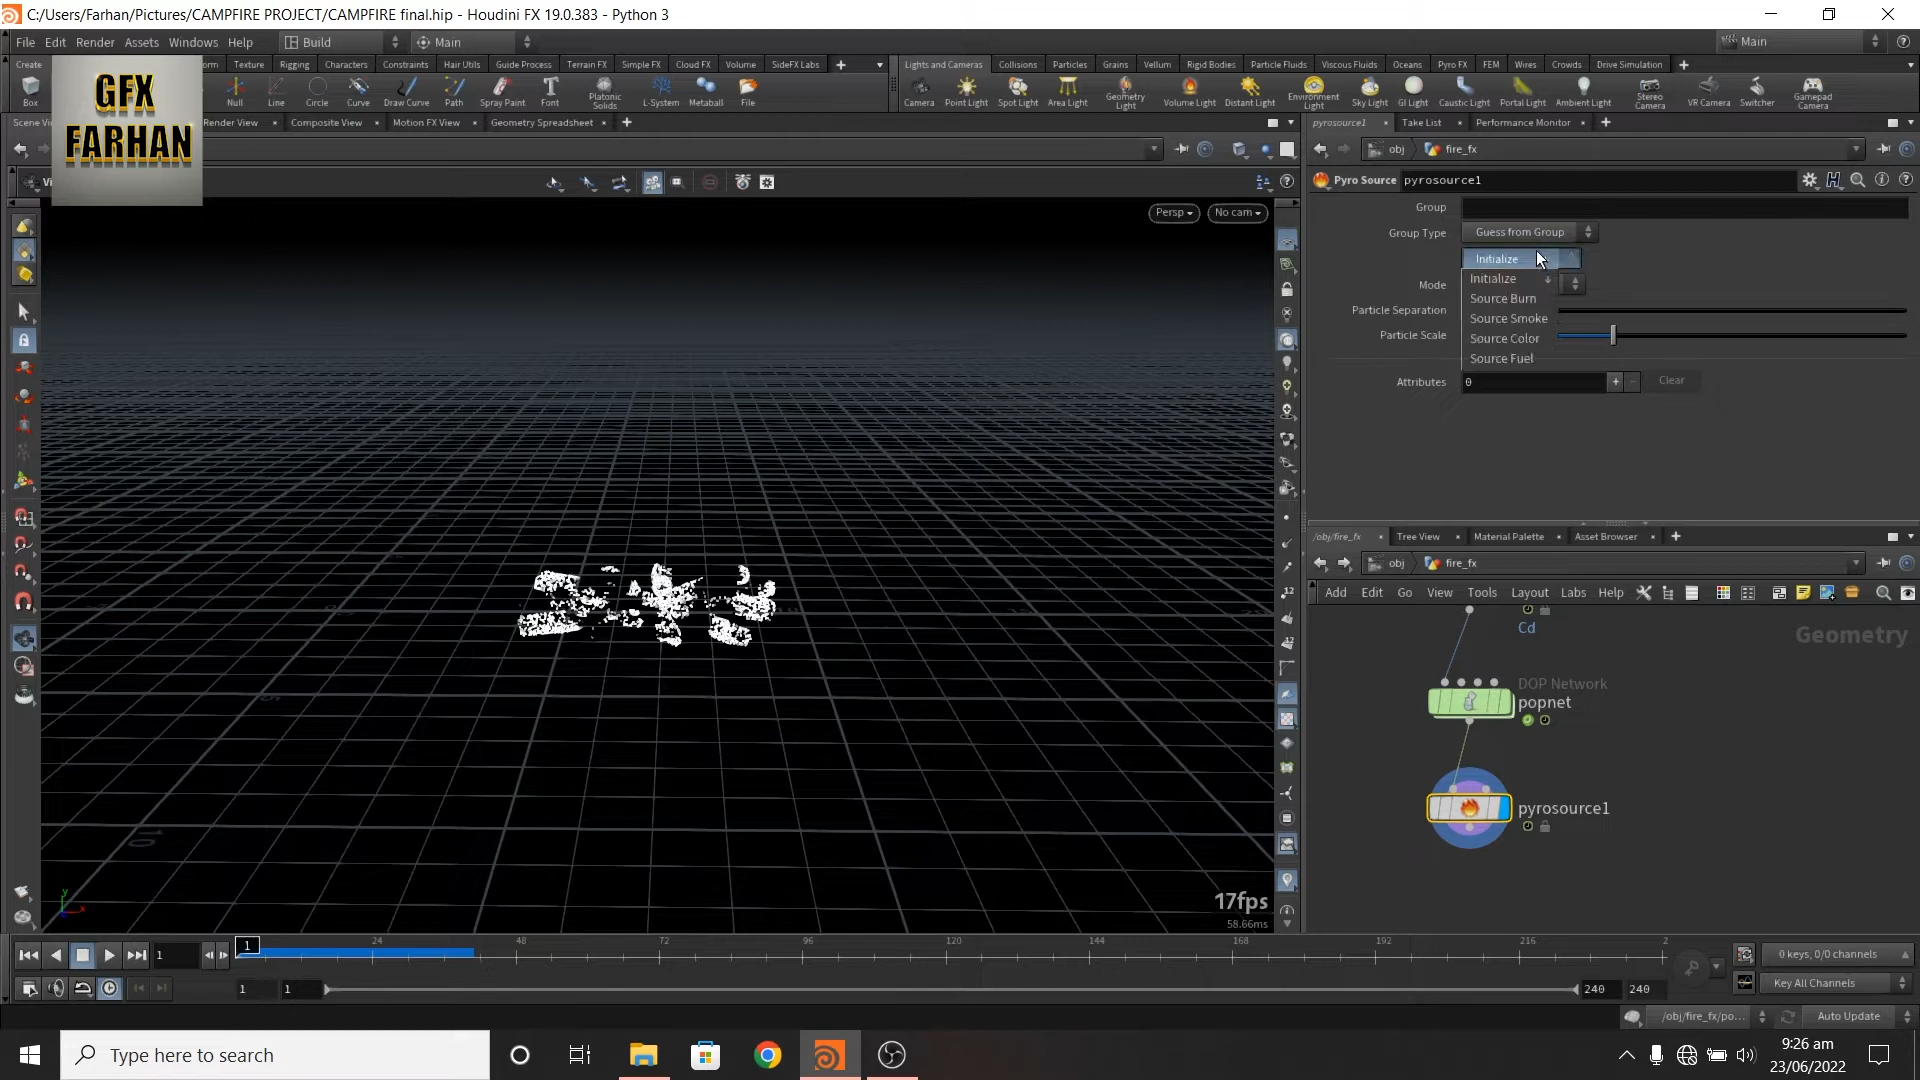 C:/Users/Farhan/Pictures/CAMPFIRE PROJECT/CAMPFIRE final.hip - Houdini FX 19.0.383 - Python 3
File Edit Render Assets Windows Help Build Main Main
Create Texture Rigging Characters Constraints Hair Utils Guide Process Terrain FX Simple FX Cloud FX Volume SideFX Labs
Lights and Cameras Collisions Particles Grains Vellum Rigid Bodies Particle Fluids Viscous Fluids Oceans Pyro FX FEM Wires Crowds Drive Simulation
Box Null Line Circle Curve Draw Curve Path Spray Paint Font Platonic Solids L-System Metaball File
Camera Point Light Spot Light Area Light Geometry Light Volume Light Distant Light Environment Light Sky Light GI Light Caustic Light Portal Light Ambient Light Stereo Camera VR Camera Switcher Gamepad Camera
GFX
FARHAN
Render View Composite View Motion FX View Geometry Spreadsheet
pyrosource1 Take List Performance Monitor
obj fire_fx
Pyro Source pyrosource1
Persp No cam
Group
Group Type Guess from Group
Initialize
Initialize
Mode
Source Burn
Particle Separation
Source Smoke
Particle Scale
Source Color
Source Fuel
Attributes 0 Clear
/obj/fire_fx Tree View Material Palette Asset Browser
obj fire_fx
Add Edit Go View Tools Layout Labs Help
Cd
Geometry
DOP Network
popnet
pyrosource1
17fps
58.66ms
1 1 24 48 72 96 120 144 168 192 216 2
0 keys, 0/0 channels
1 1 240 240
Key All Channels
/obj/fire_fx/po... Auto Update
Type here to search
9:26 am
23/06/2022